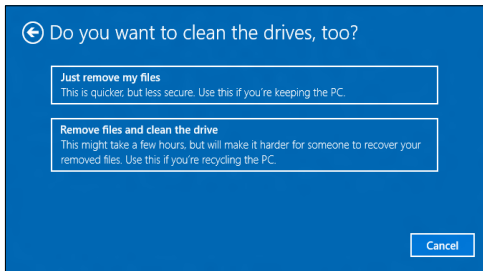 Do you want to clean the drives, too?
Just remove my files
This is quicker, but less secure. Use this if you're keeping the PC.
Remove files and clean the drive
This might take a few hours, but will make it harder for someone to recover your
removed files. Use this if you're recycling the PC.
Cancel